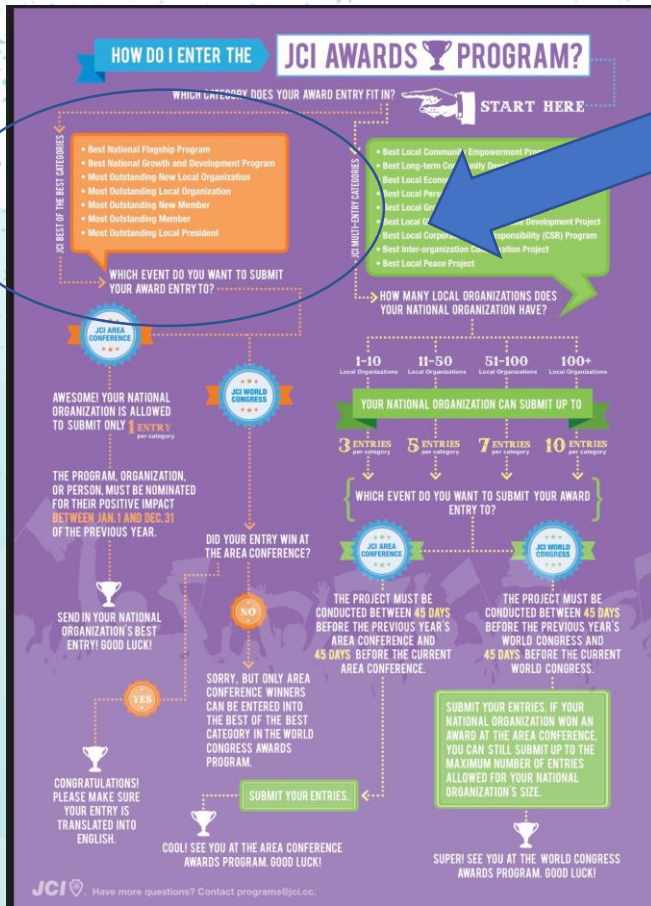 HOW DO I ENTER THE
JCI AWARDS PROGRAM?
WHICH CATEGORY DOES YOUR AWARD ENTRY FIT IN?
START HERE
JCI BEST OF THE BEST CATEGORIES
• Best National Flagship Program
• Best National Growth and Development Program
• Most Outstanding New Local Organization
• Most Outstanding Local Organization
• Most Outstanding New Member
• Most Outstanding Member
• Most Outstanding Local President
WHICH EVENT DO YOU WANT TO SUBMIT
YOUR AWARD ENTRY TO?
JCI AREA
CONFERENCE
JCI WORLD
CONGRESS
AWESOME! YOUR NATIONAL
ORGANIZATION IS ALLOWED
TO SUBMIT ONLY 1 ENTRY
per category
THE PROGRAM, ORGANIZATION,
OR PERSON, MUST BE NOMINATED
FOR THEIR POSITIVE IMPACT
BETWEEN JAN.1 AND DEC.31
OF THE PREVIOUS YEAR.
SEND IN YOUR NATIONAL
ORGANIZATION'S BEST
ENTRY! GOOD LUCK!
DID YOUR ENTRY WIN AT
THE AREA CONFERENCE?
NO
SORRY, BUT ONLY AREA
CONFERENCE WINNERS
CAN BE ENTERED INTO
THE BEST OF THE BEST
CATEGORY IN THE WORLD
CONGRESS AWARDS
PROGRAM.
YES
CONGRATULATIONS!
PLEASE MAKE SURE
YOUR ENTRY IS
TRANSLATED INTO
ENGLISH.
JCI MULTI-ENTRY CATEGORIES
• Best Local Community Empowerment
• Best Long-term
• Best Local
• Best Local
• Best Local
• Best Local Development Project
• Best Local Responsibility (CSR) Program
• Best Inter-organization Project
• Best Local Peace Project
HOW MANY LOCAL ORGANIZATIONS DOES
YOUR NATIONAL ORGANIZATION HAVE?
1-10 11-50 51-100 100+
Local Organizations Local Organizations Local Organizations Local Organizations
YOUR NATIONAL ORGANIZATION CAN SUBMIT UP TO
3 ENTRIES 5 ENTRIES 7 ENTRIES 10 ENTRIES
per category per category per category per category
WHICH EVENT DO YOU WANT TO SUBMIT YOUR AWARD
ENTRY TO?
JCI AREA
CONFERENCE
THE PROJECT MUST BE
CONDUCTED BETWEEN 45 DAYS
BEFORE THE PREVIOUS YEAR'S
AREA CONFERENCE AND
45 DAYS BEFORE THE CURRENT
AREA CONFERENCE.
SUBMIT YOUR ENTRIES.
COOL! SEE YOU AT THE AREA CONFERENCE
AWARDS PROGRAM. GOOD LUCK!
JCI WORLD
CONGRESS
THE PROJECT MUST BE
CONDUCTED BETWEEN 45 DAYS
BEFORE THE PREVIOUS YEAR'S
WORLD CONGRESS AND
45 DAYS BEFORE THE CURRENT
WORLD CONGRESS.
SUBMIT YOUR ENTRIES. IF YOUR
NATIONAL ORGANIZATION WON AN
AWARD AT THE AREA CONFERENCE,
YOU CAN STILL SUBMIT UP TO THE
MAXIMUM NUMBER OF ENTRIES
ALLOWED FOR YOUR NATIONAL
ORGANIZATION'S SIZE.
SUPER! SEE YOU AT THE WORLD CONGRESS
AWARDS PROGRAM. GOOD LUCK!
JCI Have more questions? Contact programs@jci.cc.